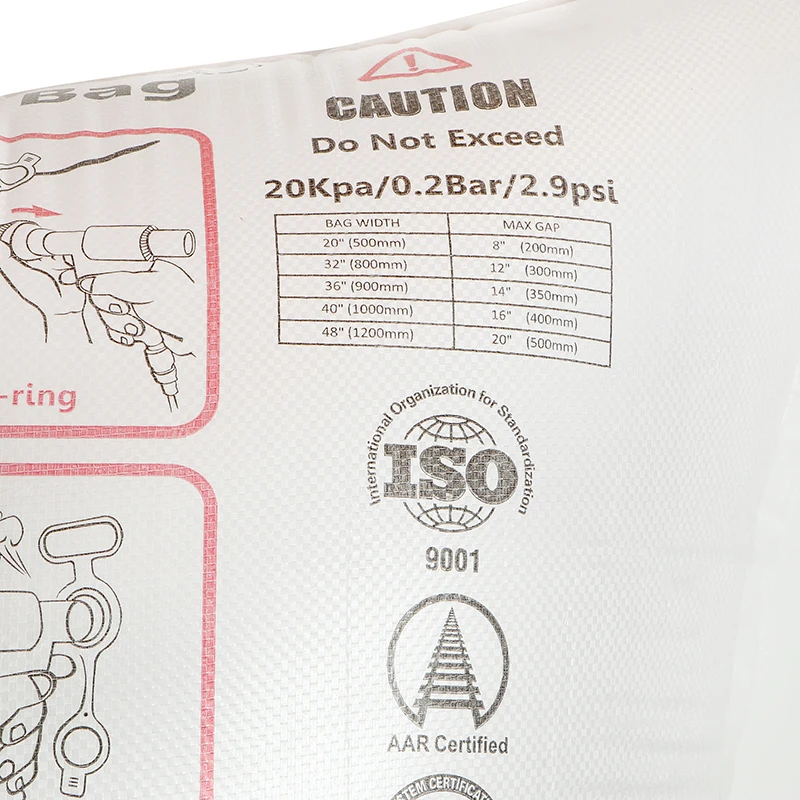 Bag
-ring
CAUTION
Do Not Exceed
20Kpa/0.2Bar/2.9psi
BAG WIDTH MAX GAP
20" (500mm) 8" (200mm)
32" (800mm) 12" (300mm)
36" (900mm) 14" (350mm)
40" (1000mm) 16" (400mm)
48" (1200mm) 20" (500mm)
International Organization for Standardization
ISO
9001
AAR Certified
STEM CERTIFICAT